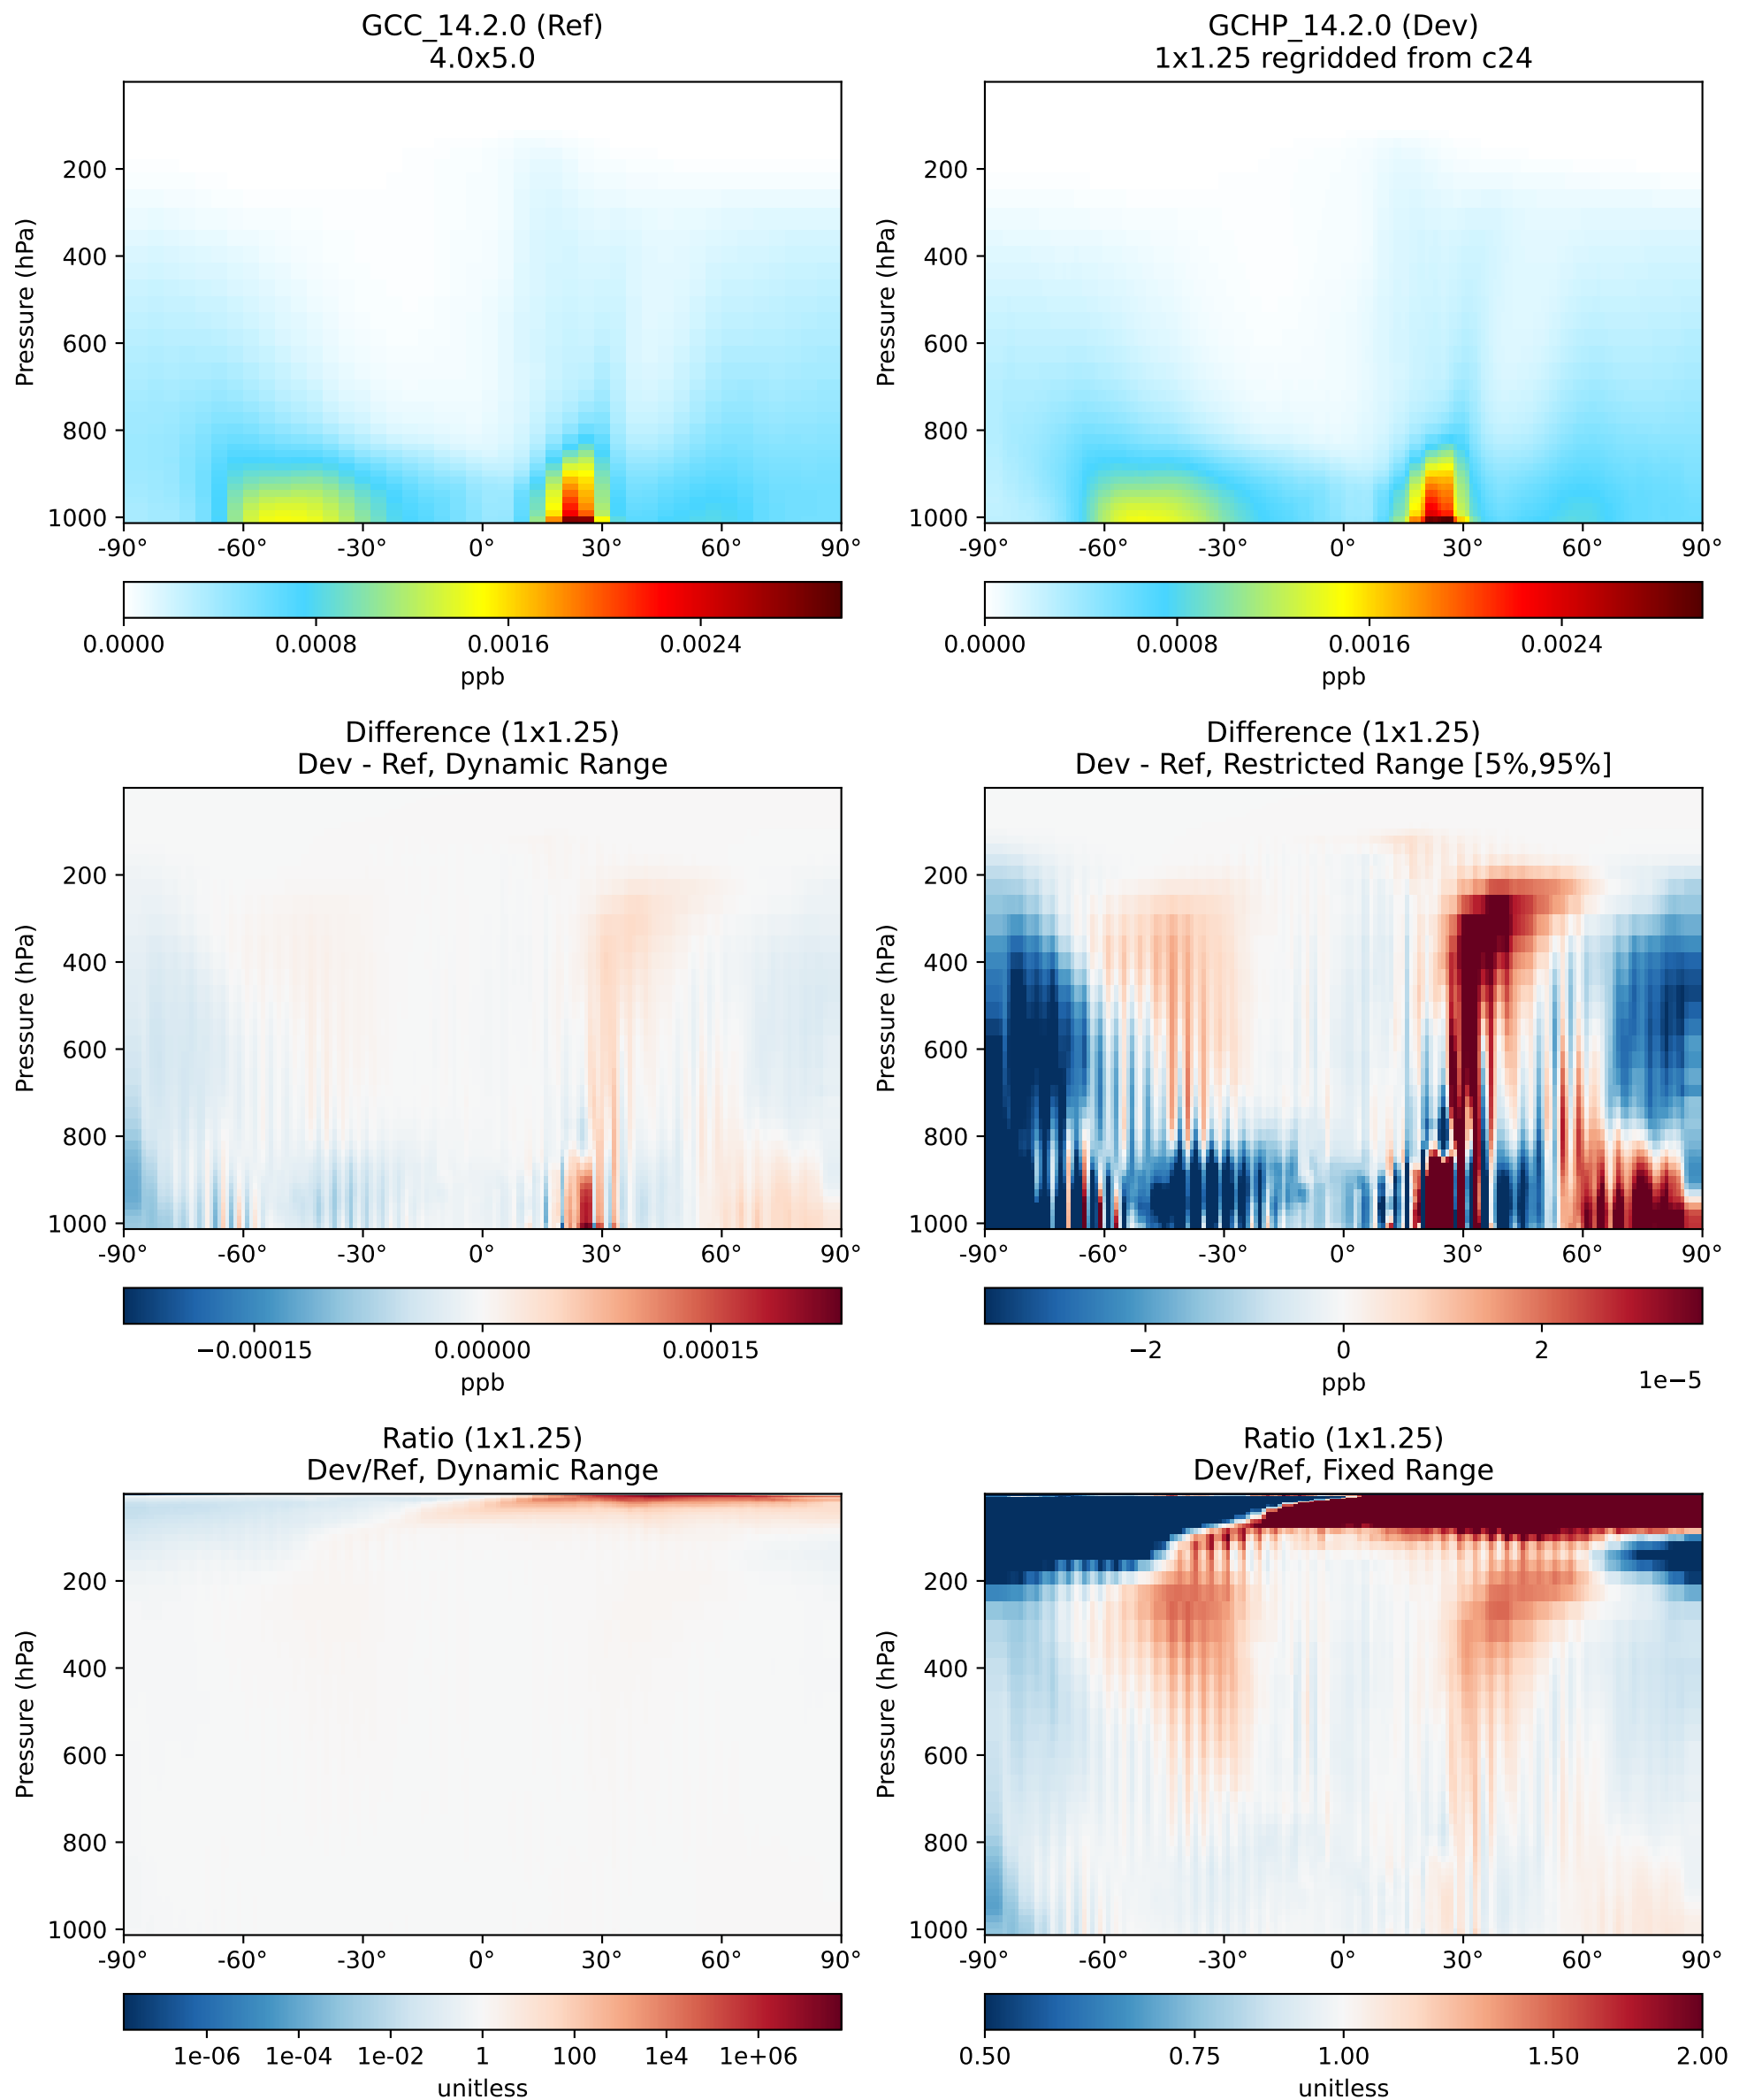 GCC_14.2.0 (Ref)
4.0x5.0
Pressure (hPa)
200
400
600
800
1000
-90° -60° -30° 0° 30° 60° 90°
0.0000 0.0008 0.0016 0.0024
ppb
GCHP_14.2.0 (Dev)
1x1.25 regridded from c24
Pressure (hPa)
200
400
600
800
1000
-90° -60° -30° 0° 30° 60° 90°
0.0000 0.0008 0.0016 0.0024
ppb
Difference (1x1.25)
Dev - Ref, Dynamic Range
Pressure (hPa)
200
400
600
800
1000
-90° -60° -30° 0° 30° 60° 90°
−0.00015 0.00000 0.00015
ppb
Difference (1x1.25)
Dev - Ref, Restricted Range [5%,95%]
Pressure (hPa)
200
400
600
800
1000
-90° -60° -30° 0° 30° 60° 90°
−2 0 2
ppb
1e−5
Ratio (1x1.25)
Dev/Ref, Dynamic Range
Pressure (hPa)
200
400
600
800
1000
-90° -60° -30° 0° 30° 60° 90°
1e-06 1e-04 1e-02 1 100 1e+4 1e+06
unitless
Ratio (1x1.25)
Dev/Ref, Fixed Range
Pressure (hPa)
200
400
600
800
1000
-90° -60° -30° 0° 30° 60° 90°
0.50 0.75 1.00 1.50 2.00
unitless